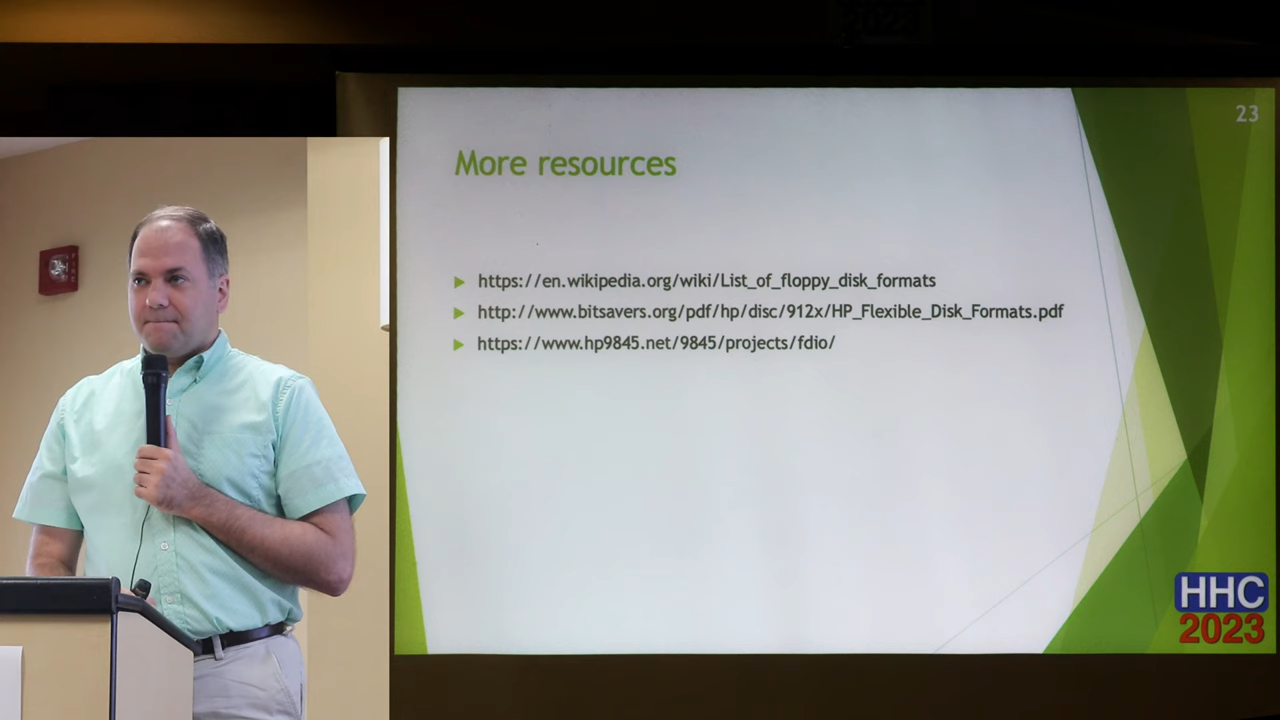 23
More resources
https://en.wikipedia.org/wiki/List_of_floppy_disk_formats
http://www.bitsavers.org/pdf/hp/disc/912x/HP_Flexible_Disk_Formats.pdf
https://www.hp9845.net/9845/projects/fdio/
HHC
2023